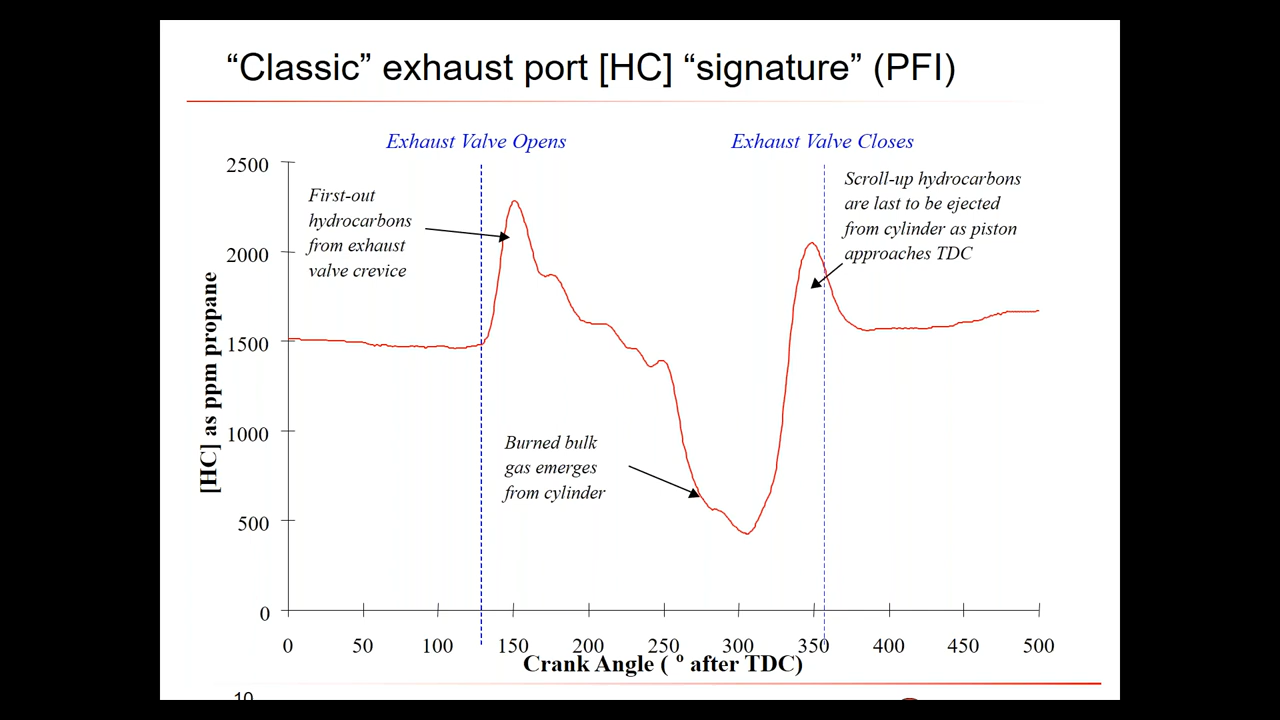 “Classic” exhaust port [HC] “signature” (PFI)
Exhaust Valve Opens
Exhaust Valve Closes
2500
2000
1500
1000
500
0
[HC] as ppm propane
First-out
hydrocarbons
from exhaust
valve crevice
Scroll-up hydrocarbons
are last to be ejected
from cylinder as piston
approaches TDC
Burned bulk
gas emerges
from cylinder
0 50 100 150 200 250 300 350 400 450 500
Crank Angle ( º after TDC)
10